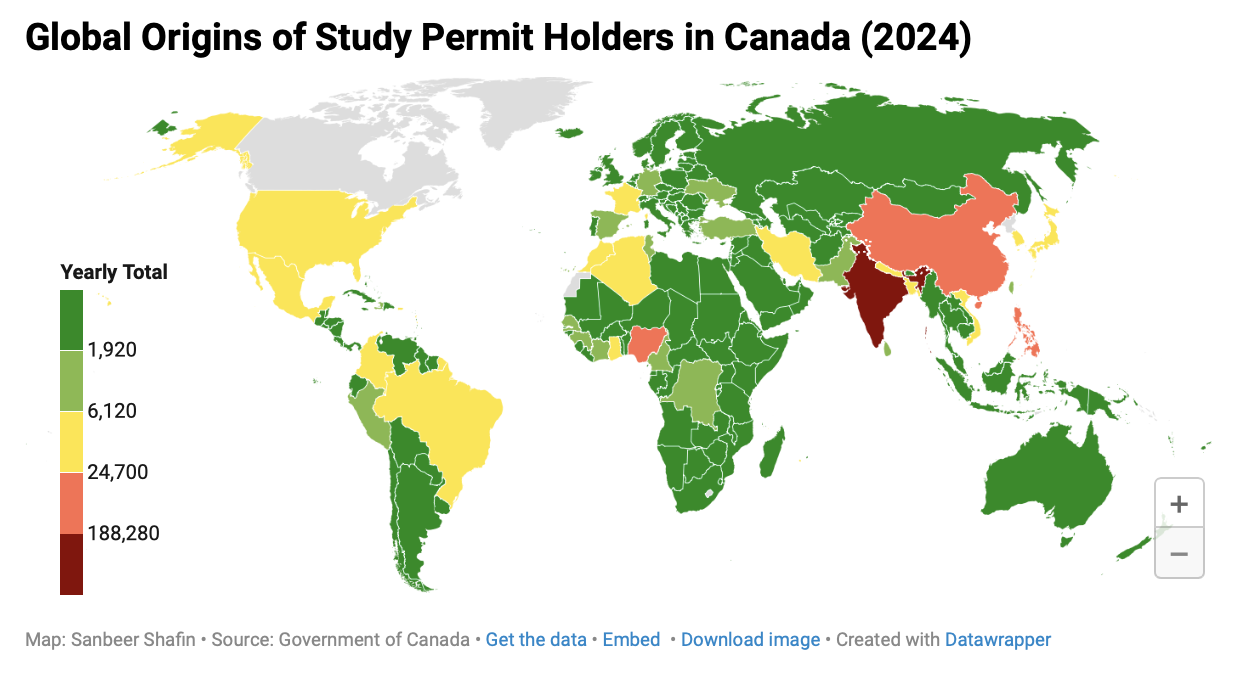 Global Origins of Study Permit Holders in Canada (2024)
Yearly Total
1,920
6,120
24,700
188,280
+
−
Map: Sanbeer Shafin • Source: Government of Canada • Get the data • Embed • Download image • Created with Datawrapper